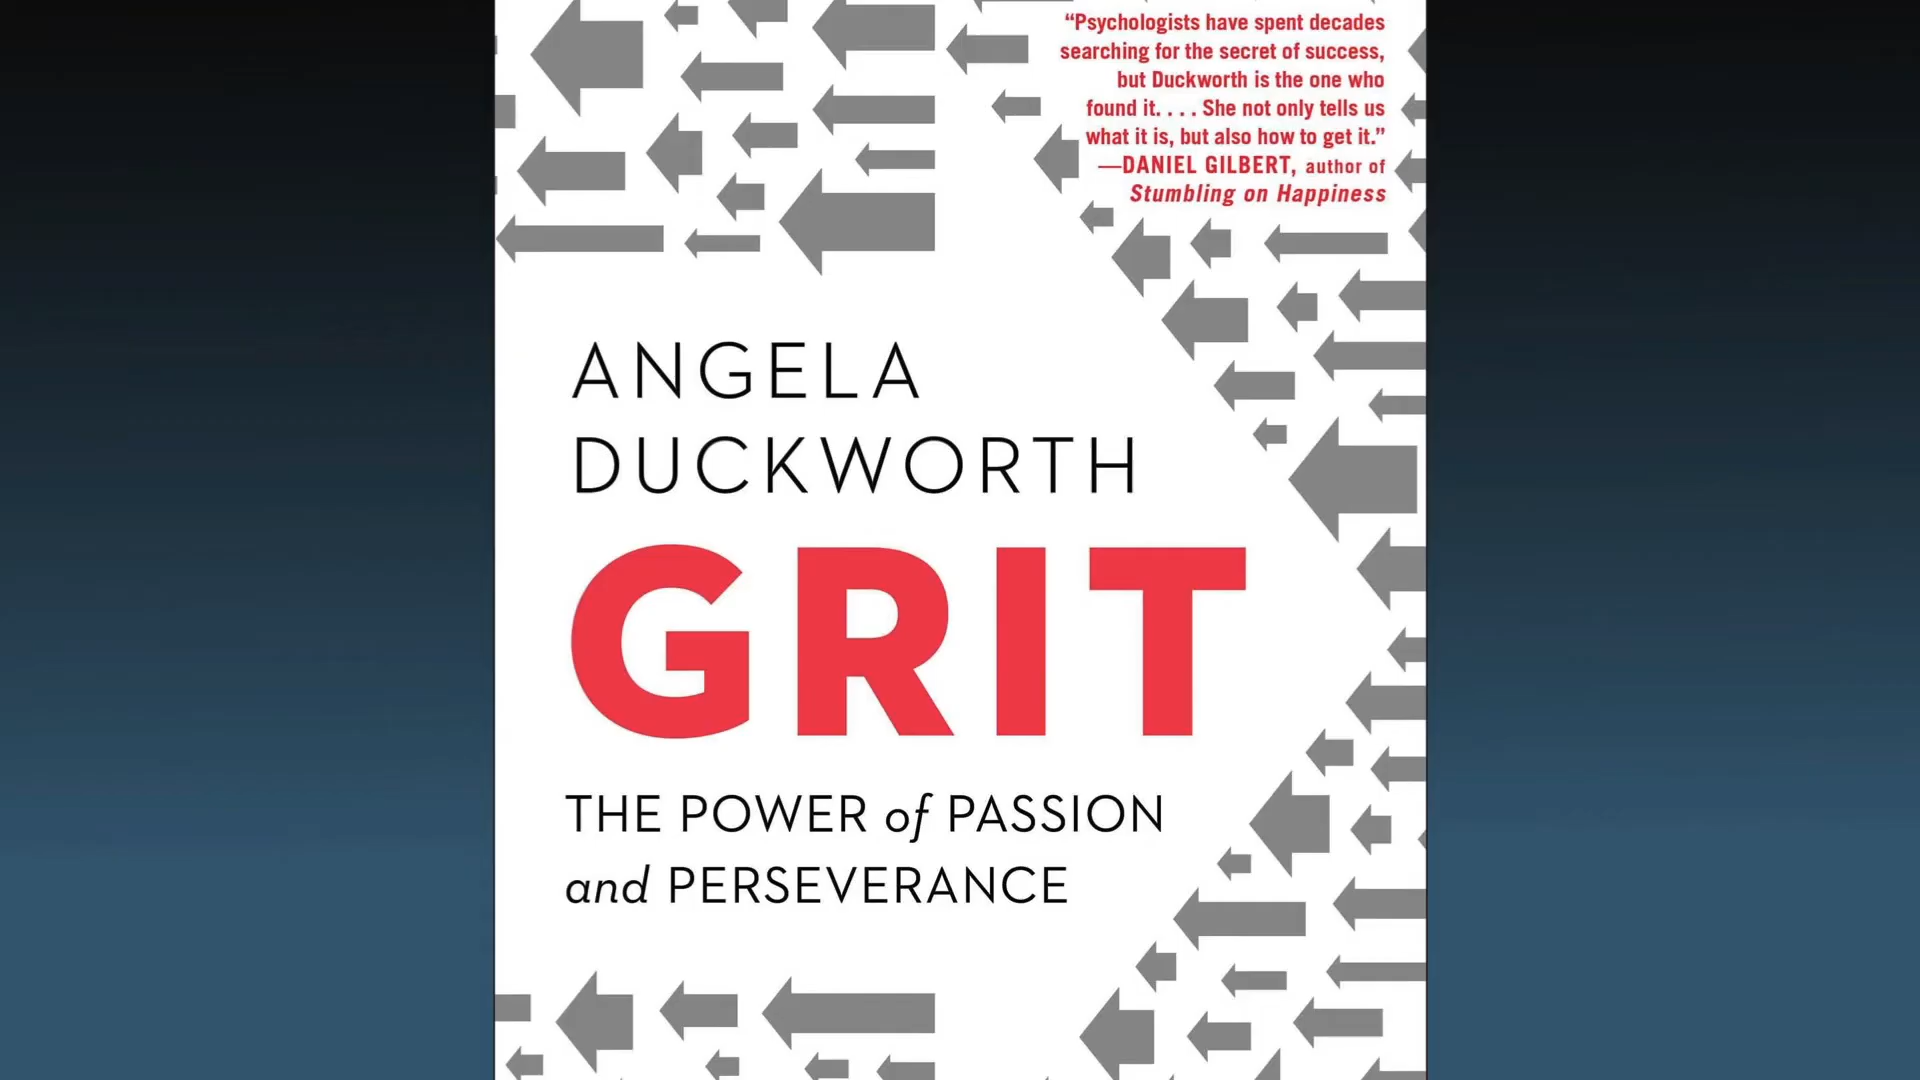 “Psychologists have spent decades
searching for the secret of success,
but Duckworth is the one who
found it. . . . She not only tells us
what it is, but also how to get it.”
—DANIEL GILBERT, author of
Stumbling on Happiness
ANGELA
DUCKWORTH
GRIT
THE POWER of PASSION
and PERSEVERANCE